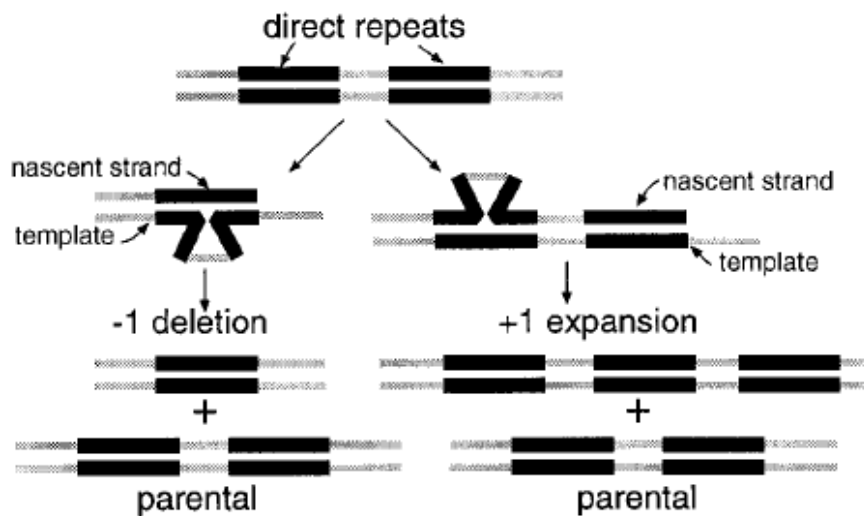 direct repeats
nascent strand
template
nascent strand
template
-1 deletion
+1 expansion
+
+
parental
parental